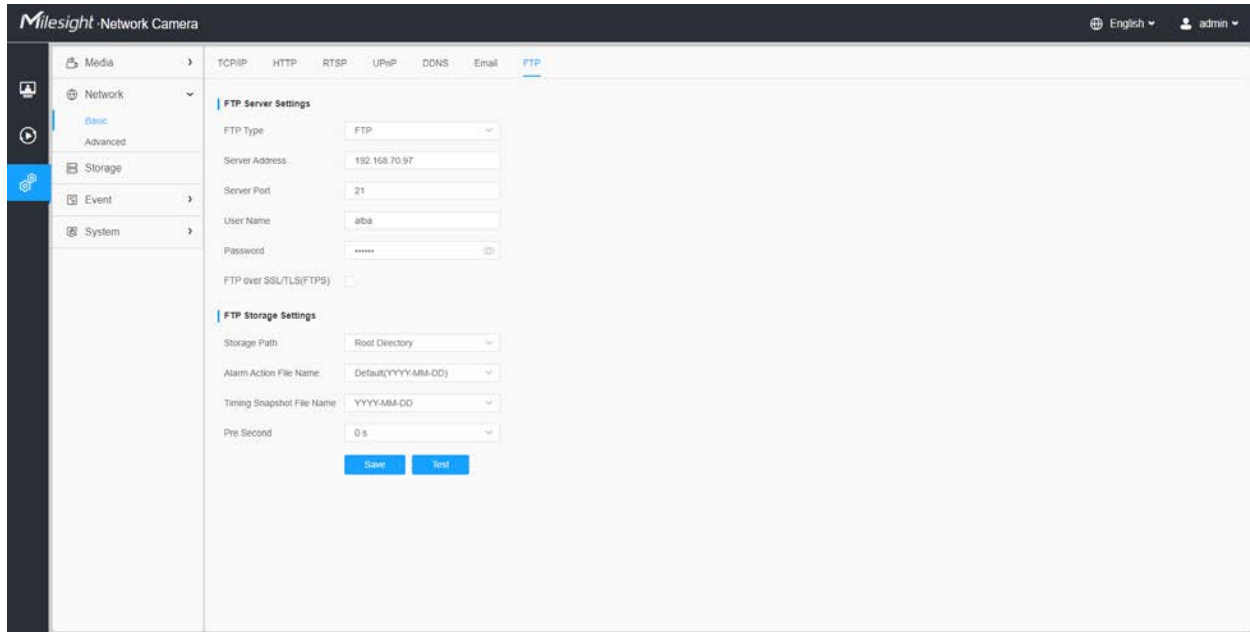 Milesight Network Camera English admin
Media TCP/IP HTTP RTSP UPnP DDNS Email FTP
Network
Basic
Advanced
Storage
Event
System
FTP Server Settings
FTP Type FTP
Server Address 192.168.70.97
Server Port 21
User Name
Password ••••••
FTP over SSL/TLS(FTPS)
FTP Storage Settings
Storage Path Root Directory
Alarm Action File Name Default(YYYY-MM-DD)
Timing Snapshot File Name YYYY-MM-DD
Pre Second 0 s
Save Test